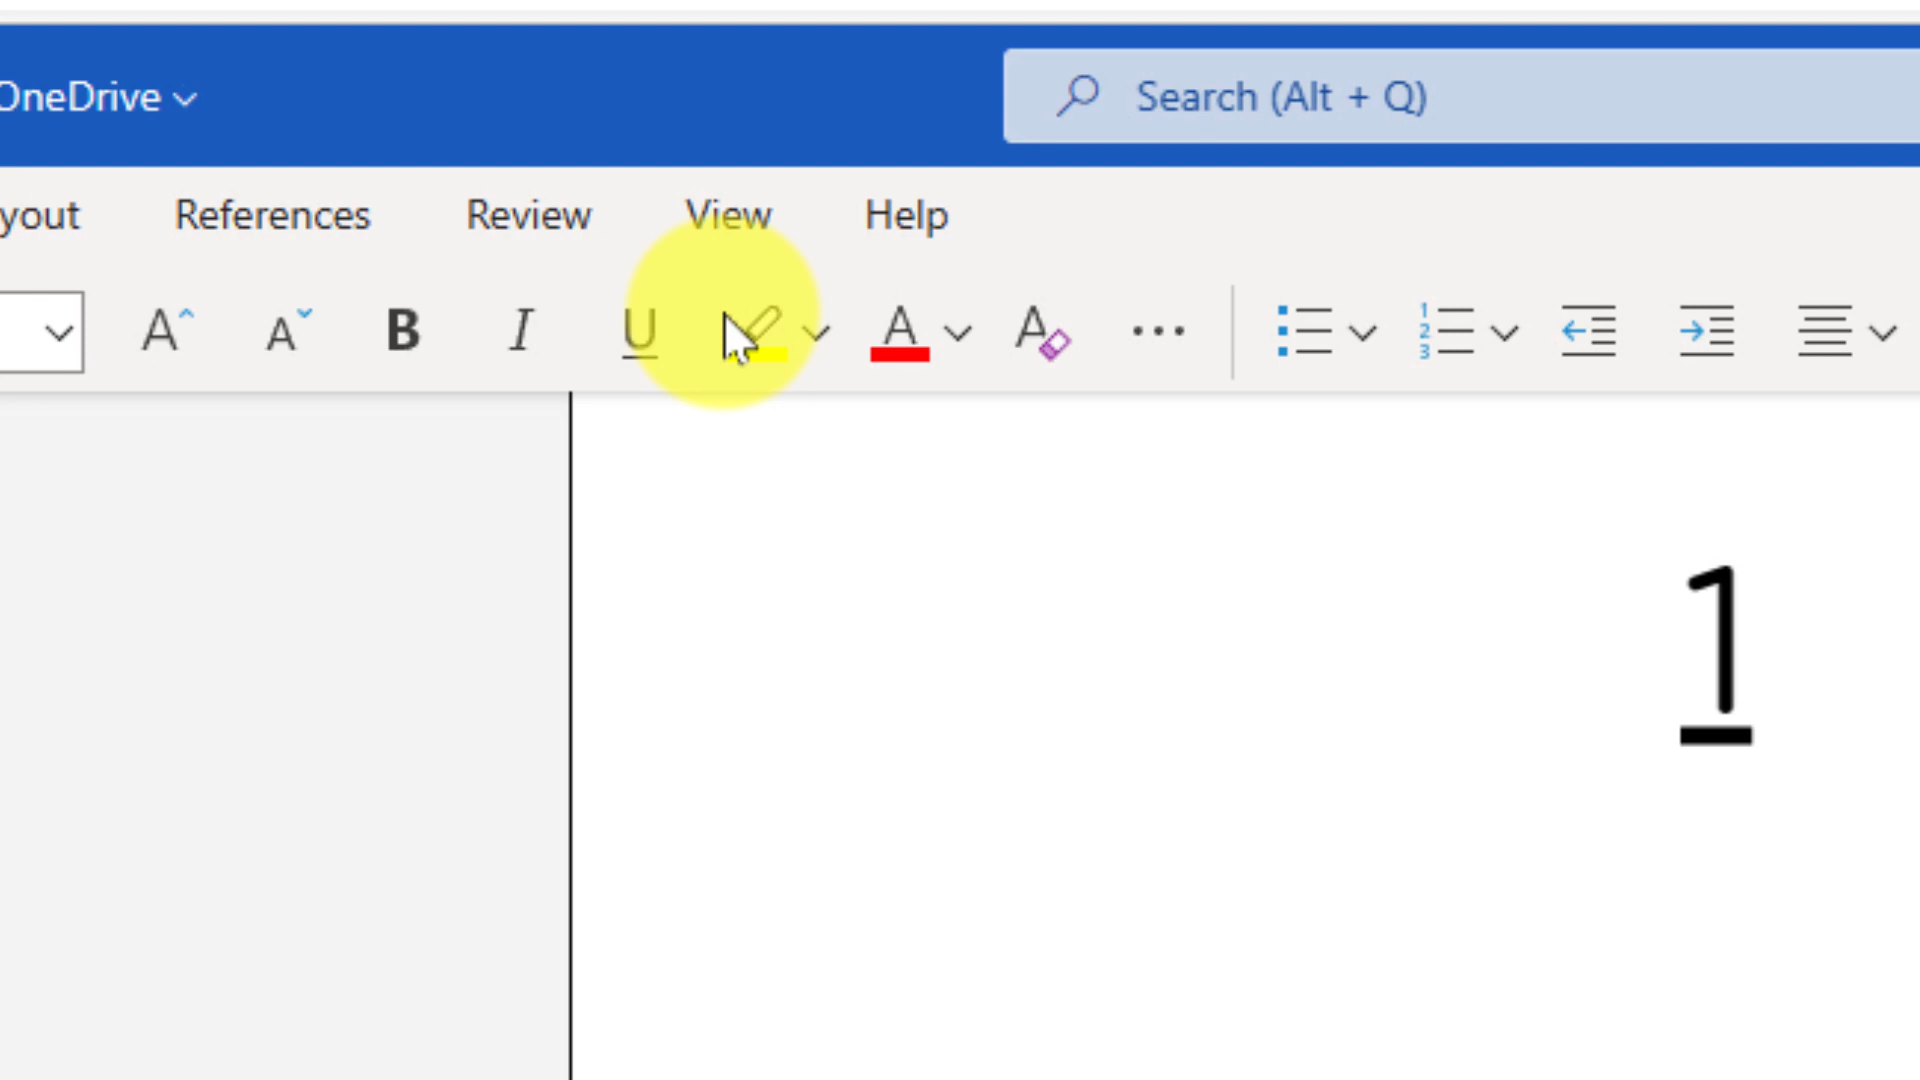 OneDrive Search (Alt + Q)
yout References Review View Help
A A B I U A A ...
1